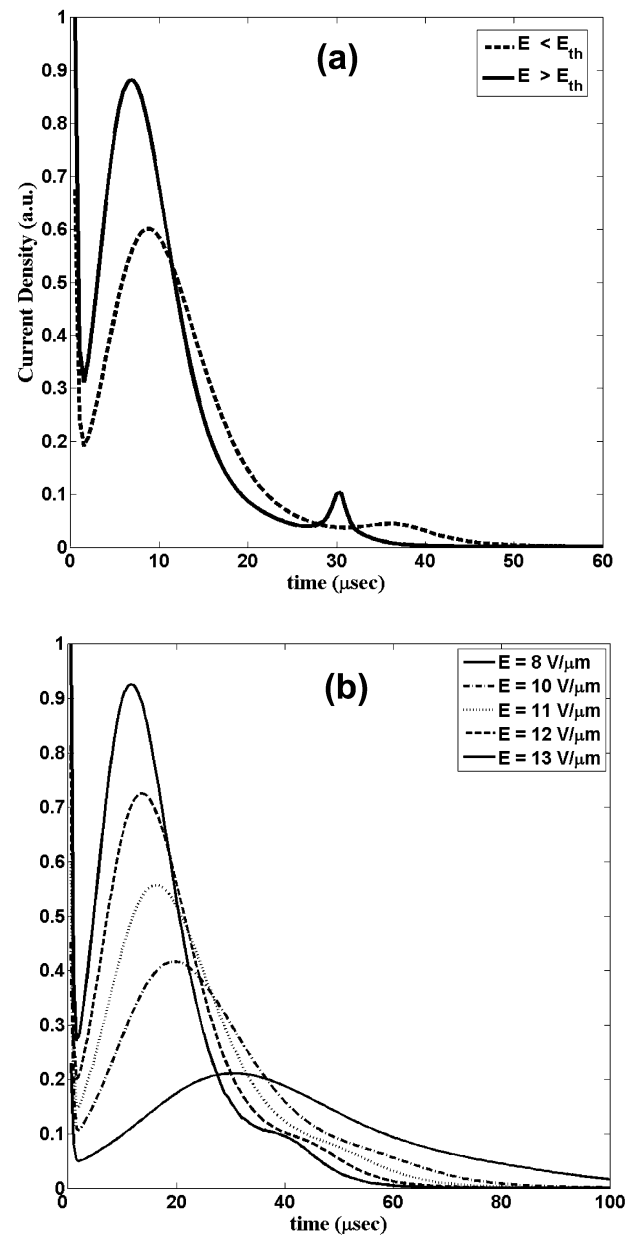 (a)
E < Eth
E > Eth
Current Density (a.u.)
1
0.9
0.8
0.7
0.6
0.5
0.4
0.3
0.2
0.1
0
0 10 20 30 40 50 60
time (μsec)
(b)
E = 8 V/μm
E = 10 V/μm
E = 11 V/μm
E = 12 V/μm
E = 13 V/μm
1
0.9
0.8
0.7
0.6
0.5
0.4
0.3
0.2
0.1
0
0 20 40 60 80 100
time (μsec)